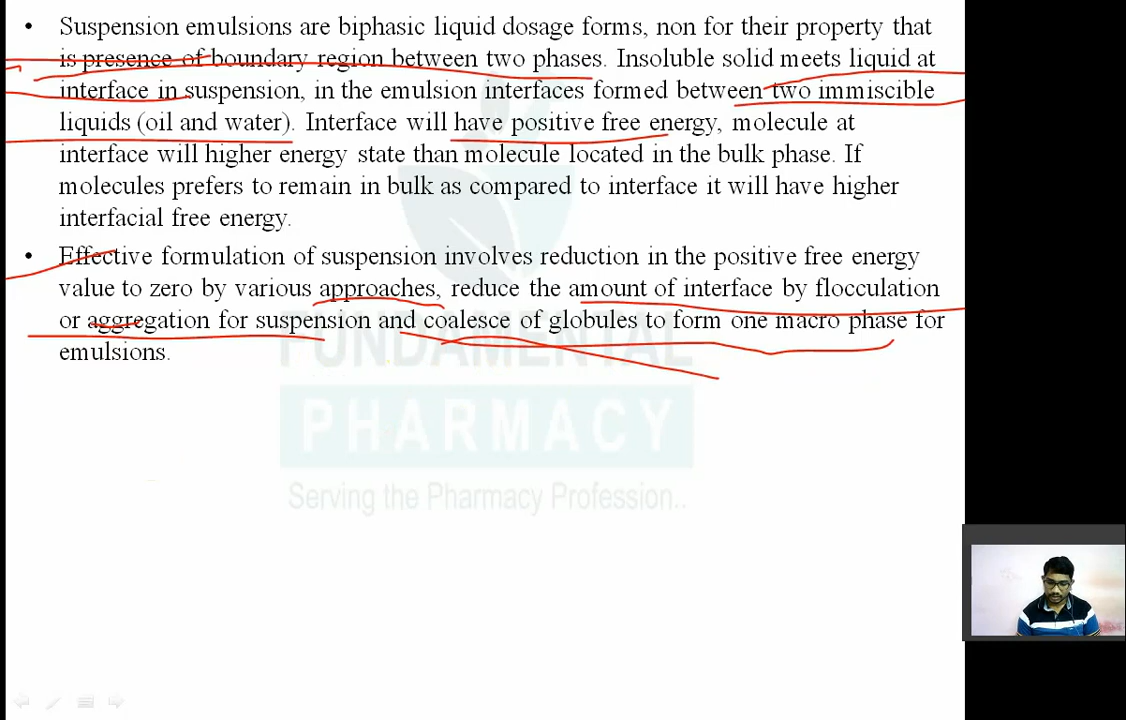 • Suspension emulsions are biphasic liquid dosage forms, non for their property that
is presence of boundary region between two phases. Insoluble solid meets liquid at
interface in suspension, in the emulsion interfaces formed between two immiscible
liquids (oil and water). Interface will have positive free energy, molecule at
interface will higher energy state than molecule located in the bulk phase. If
molecules prefers to remain in bulk as compared to interface it will have higher
interfacial free energy.
• Effective formulation of suspension involves reduction in the positive free energy
value to zero by various approaches, reduce the amount of interface by flocculation
or aggregation for suspension and coalesce of globules to form one macro phase for
emulsions.
FUNDAMENTAL
PHARMACY
Serving the Pharmacy Profession..